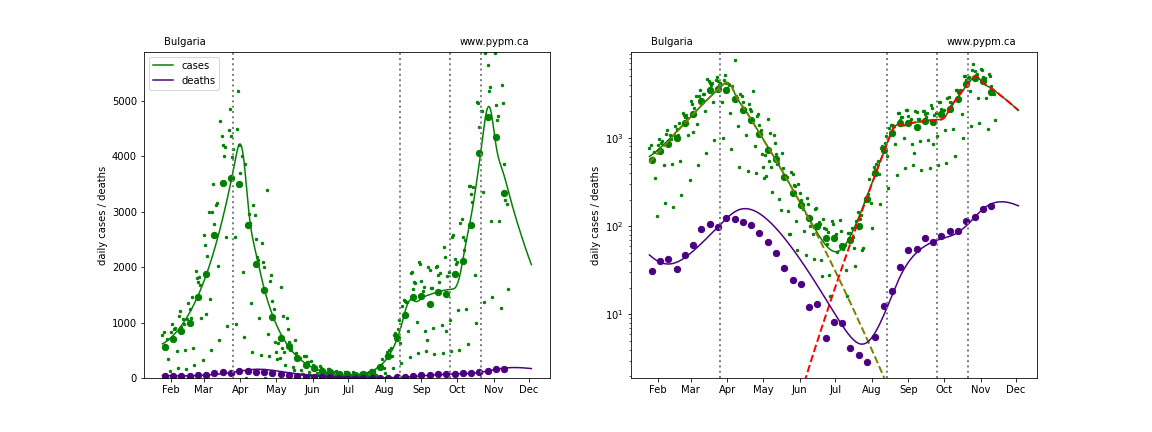 Bulgaria www.pypm.ca
cases
deaths
daily cases / deaths
5000
4000
3000
2000
1000
0
Feb Mar Apr May Jun Jul Aug Sep Oct Nov Dec
Bulgaria www.pypm.ca
daily cases / deaths
10³
10²
10¹
Feb Mar Apr May Jun Jul Aug Sep Oct Nov Dec